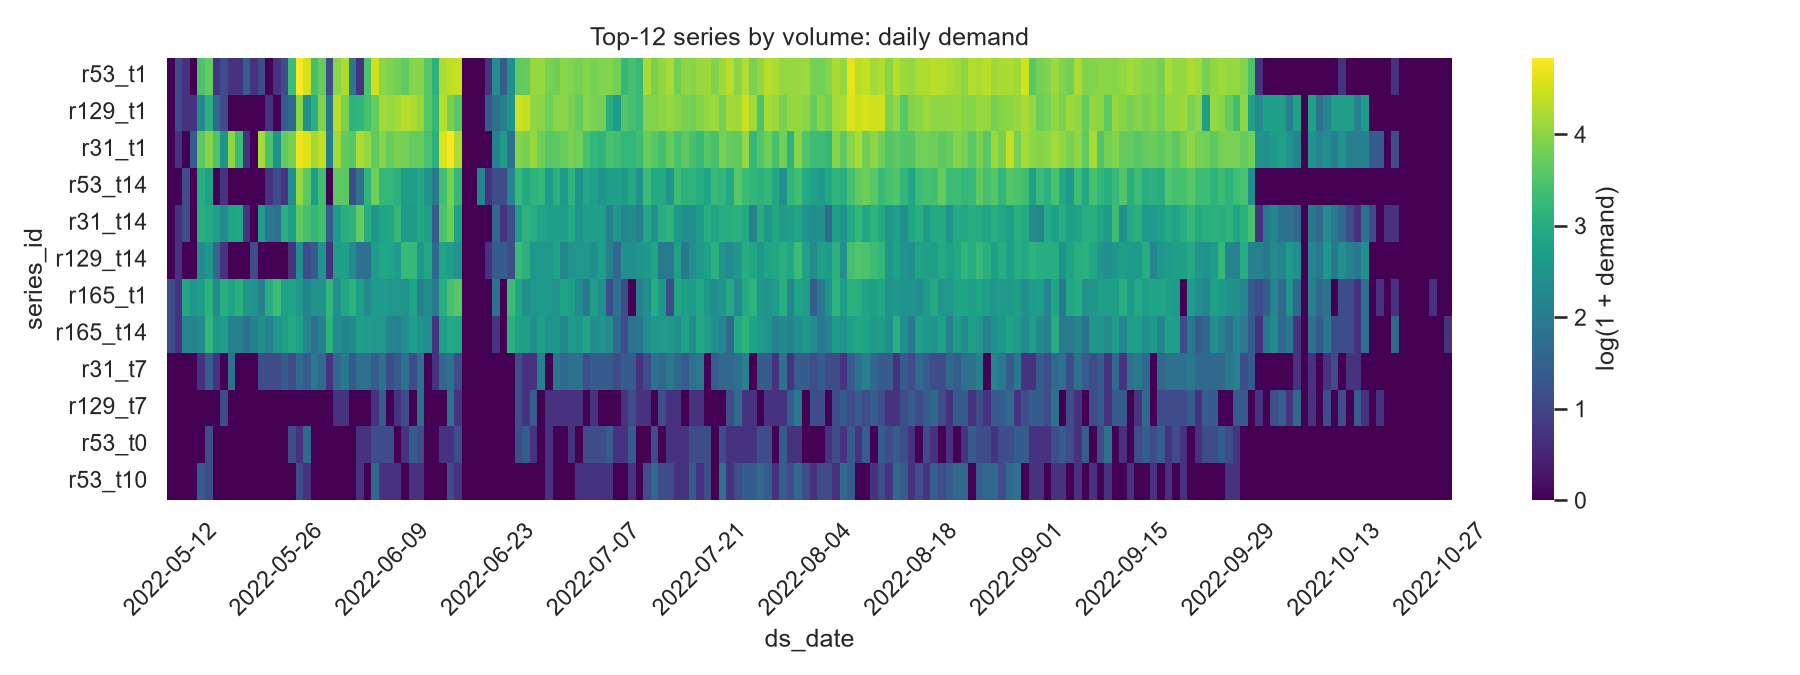 Top-12 series by volume: daily demand
series_id
r53_t1
r129_t1
r31_t1
r53_t14
r31_t14
r129_t14
r165_t1
r165_t14
r31_t7
r129_t7
r53_t0
r53_t10
2022-05-12
2022-05-26
2022-06-09
2022-06-23
2022-07-07
2022-07-21
2022-08-04
2022-08-18
2022-09-01
2022-09-15
2022-09-29
2022-10-13
2022-10-27
ds_date
4
3
2
1
0
log(1 + demand)